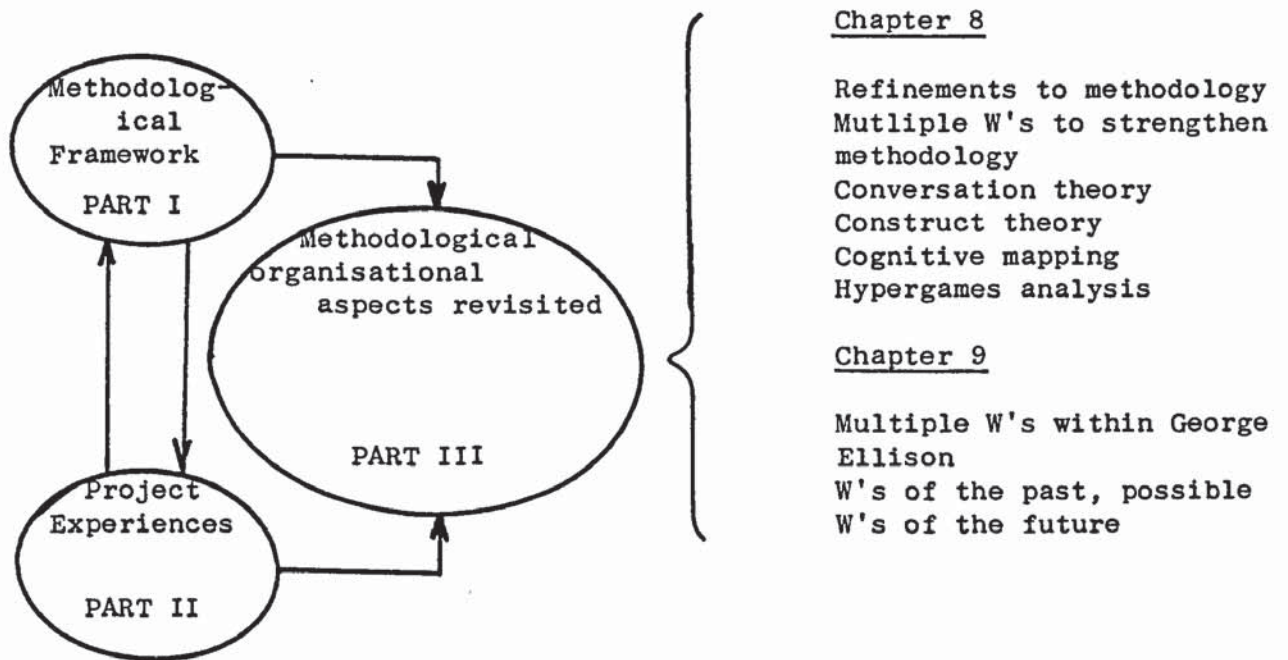 Methodolog-
ical
Framework
PART I
Project
Experiences
PART II
Methodological
organisational
aspects revisited
PART III
Chapter 8
Refinements to methodology
Mutliple W's to strengthen
methodology
Conversation theory
Construct theory
Cognitive mapping
Hypergames analysis
Chapter 9
Multiple W's within George
Ellison
W's of the past, possible
W's of the future